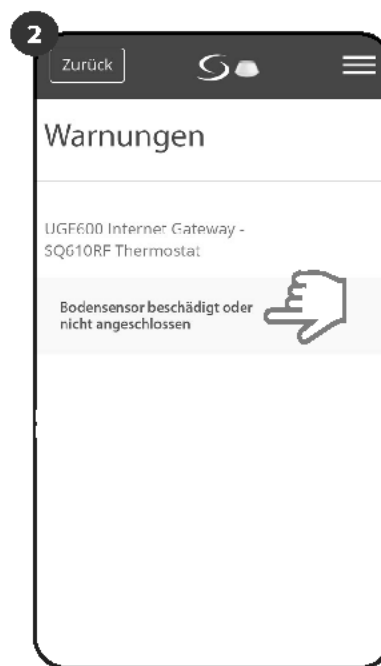 2
Zurück
Warnungen
UGE600 Internet Gateway -
SQ610RF Thermostat
Bodensensor beschädigt oder
nicht angeschlossen